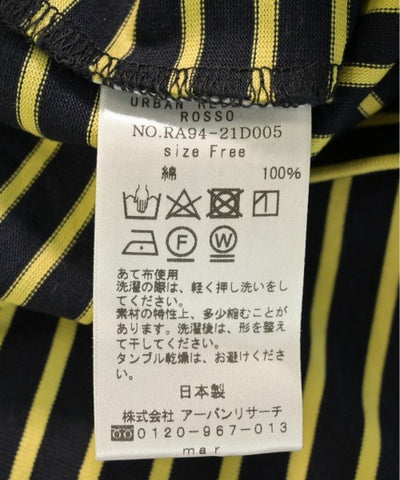 URBAN RE
ROSSO
NO.RA94-21D005
size Free
綿 100%
F W
あて布使用
洗濯の際は、軽く押し洗いをし
てください。
素材の特性上、多少縮むことが
あります。洗濯後は、形を整え
て干してください。
タンブル乾燥は、お避けくださ
い。
日本製
株式会社 アーバンリサーチ
0120-967-013
mar